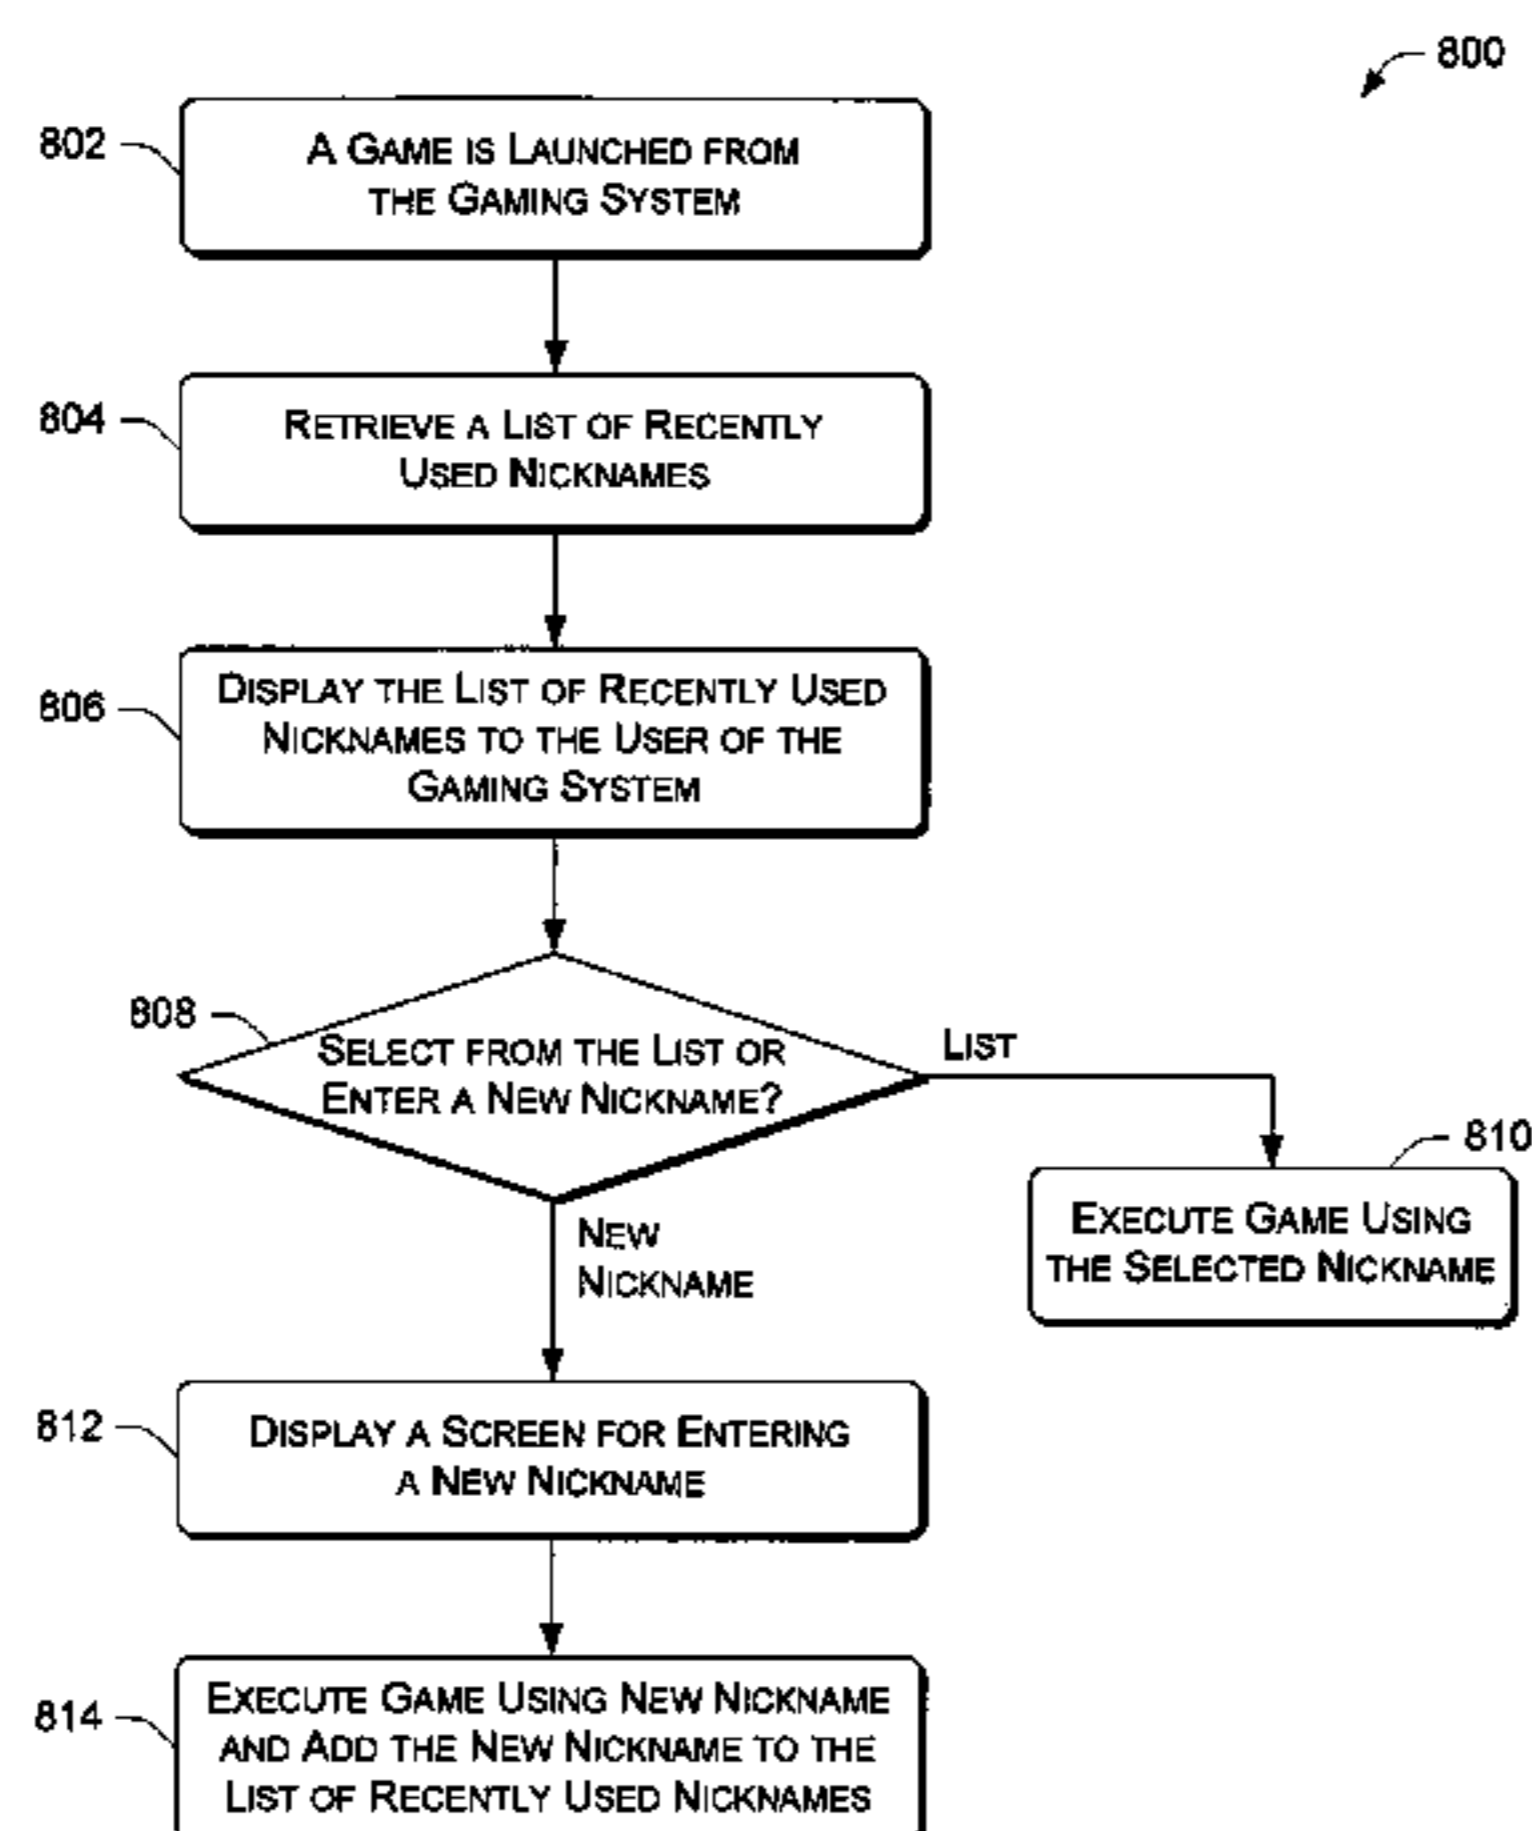 800
802
A GAME IS LAUNCHED FROM
THE GAMING SYSTEM
804
RETRIEVE A LIST OF RECENTLY
USED NICKNAMES
806
DISPLAY THE LIST OF RECENTLY USED
NICKNAMES TO THE USER OF THE
GAMING SYSTEM
808
SELECT FROM THE LIST OR
ENTER A NEW NICKNAME?
LIST
810
EXECUTE GAME USING
THE SELECTED NICKNAME
NEW
NICKNAME
812
DISPLAY A SCREEN FOR ENTERING
A NEW NICKNAME
814
EXECUTE GAME USING NEW NICKNAME
AND ADD THE NEW NICKNAME TO THE
LIST OF RECENTLY USED NICKNAMES